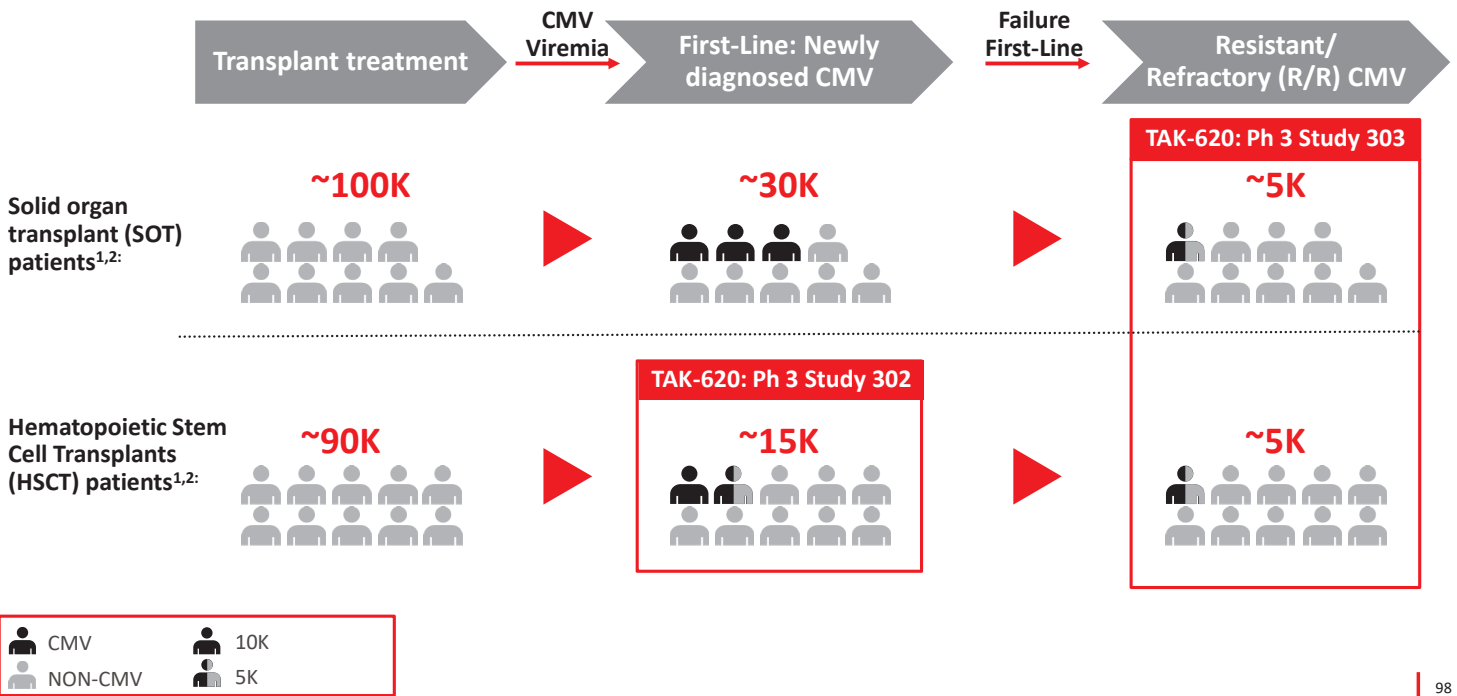 CMV
Viremia
Failure
First-Line
Transplant treatment
First-Line: Newly
diagnosed CMV
Resistant/
Refractory (R/R) CMV
TAK-620: Ph 3 Study 303
Solid organ
transplant (SOT)
patients1,2:
~100K
~30K
~5K
TAK-620: Ph 3 Study 302
Hematopoietic Stem
Cell Transplants
(HSCT) patients1,2:
~90K
~15K
~5K
CMV
10K
NON-CMV
5K
98